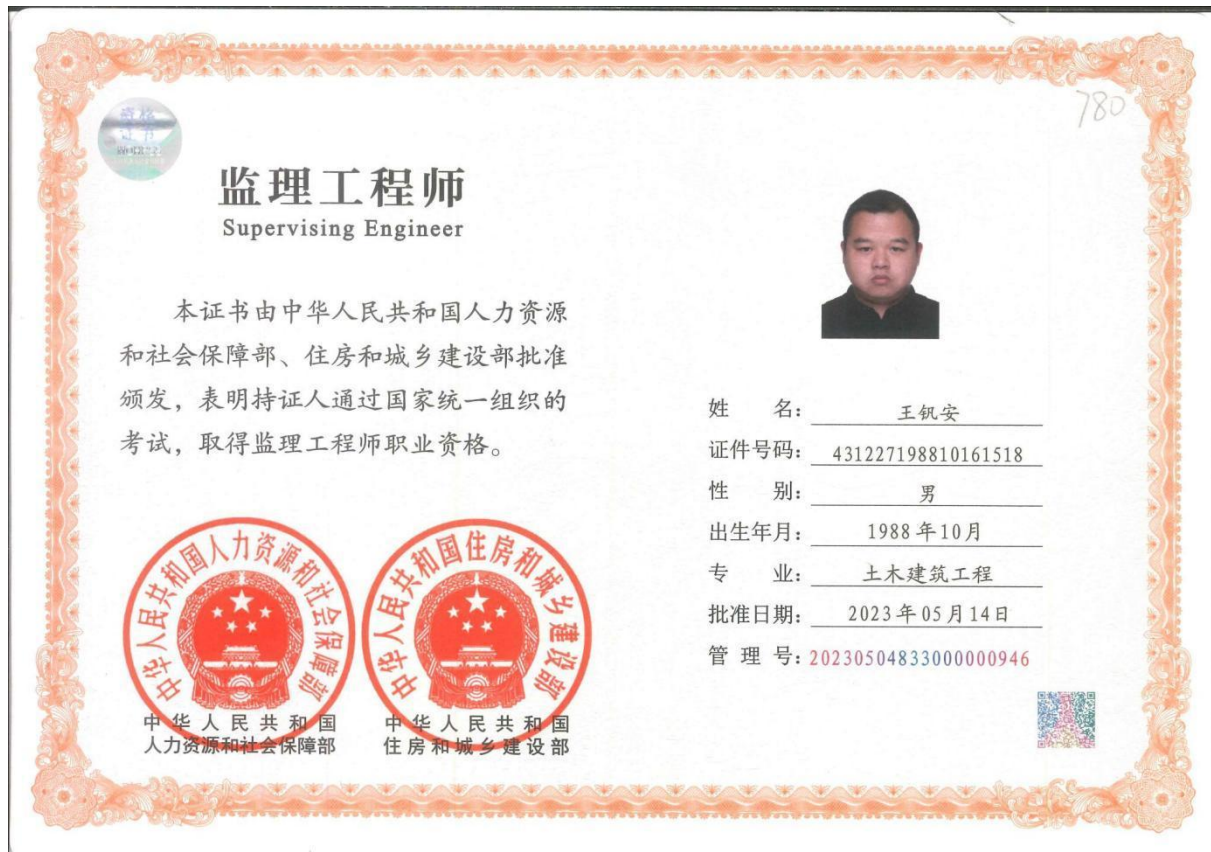 780
资格
证书
监理工程师
Supervising Engineer
本证书由中华人民共和国人力资源
和社会保障部、住房和城乡建设部批准
颁发，表明持证人通过国家统一组织的
考试，取得监理工程师职业资格。
中华人民共和国人力资源和社会保障部
中华人民共和国住房和城乡建设部
中华人民共和国
人力资源和社会保障部
中华人民共和国
住房和城乡建设部
姓 名：王钒安
证件号码：431227198810161518
性 别：男
出生年月：1988年10月
专 业：土木建筑工程
批准日期：2023年05月14日
管 理 号：20230504833000000946